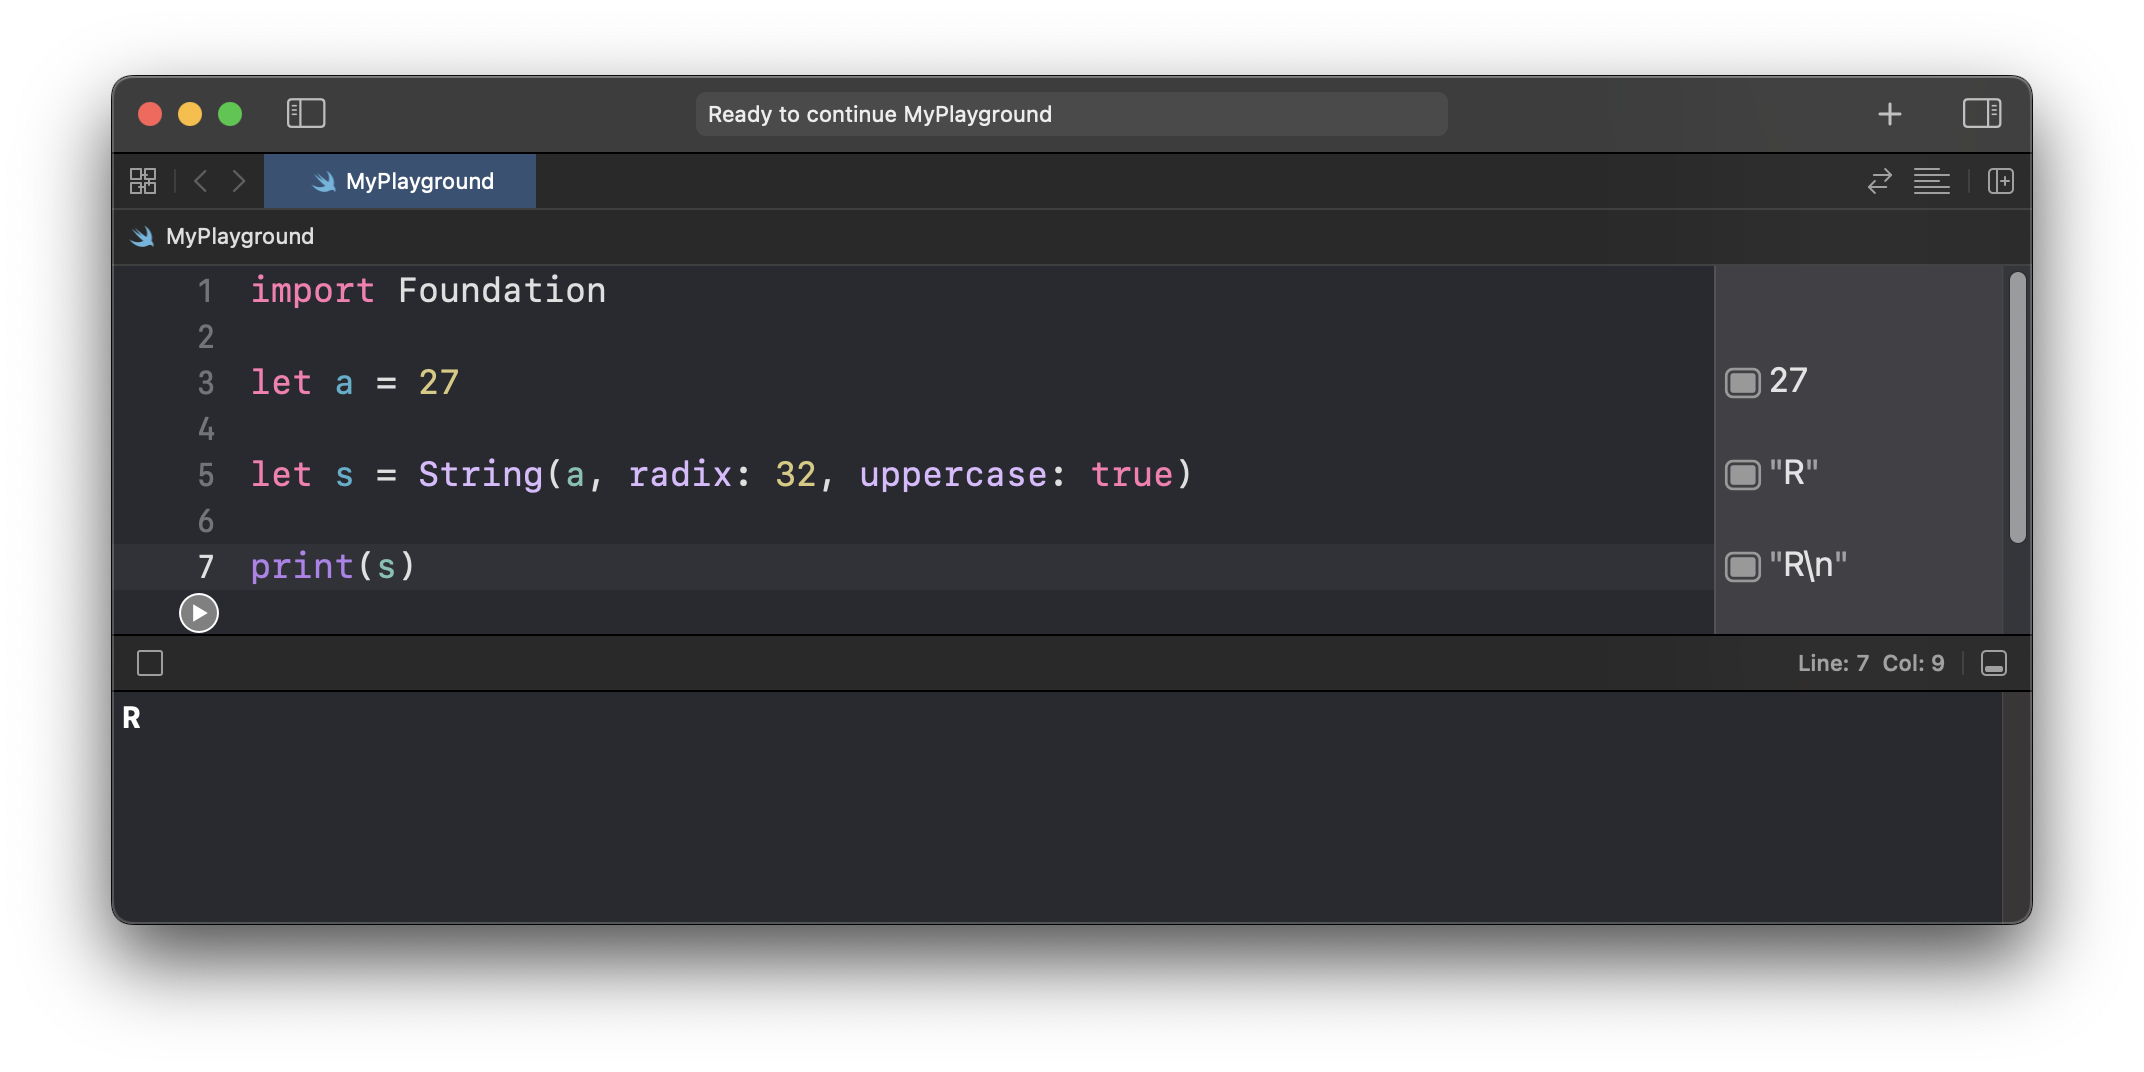 Ready to continue MyPlayground
MyPlayground
MyPlayground
1 import Foundation
2
3 let a = 27
27
4
5 let s = String(a, radix: 32, uppercase: true)
"R"
6
7 print(s)
"R\n"
Line: 7 Col: 9
R